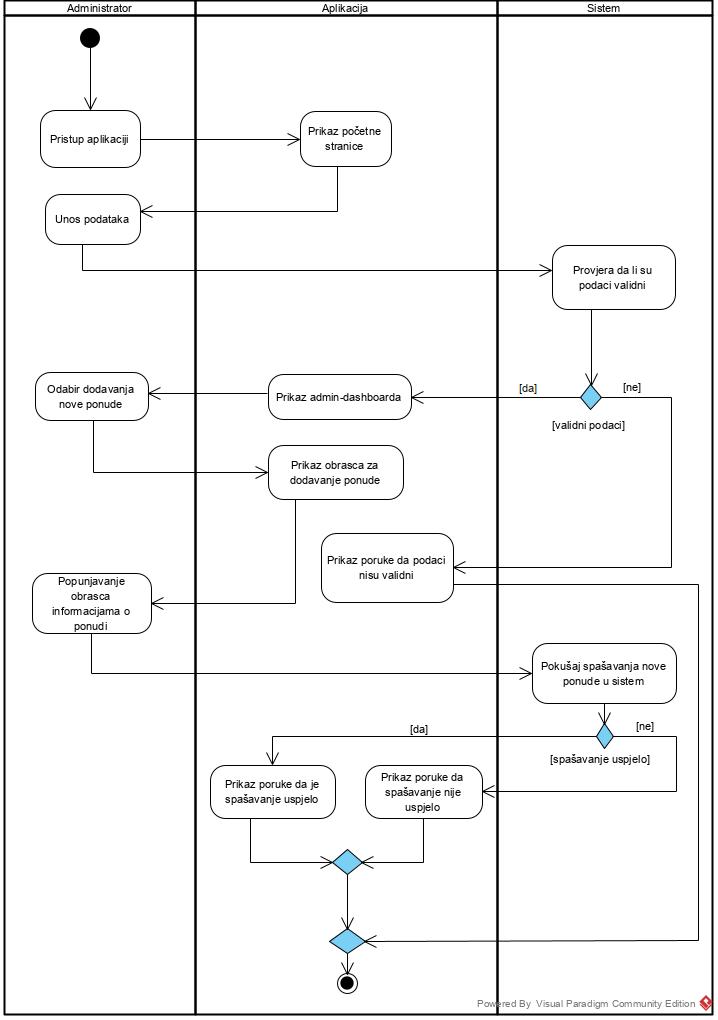 Administrator
Aplikacija
Sistem
Pristup aplikaciji
Prikaz početne
stranice
Unos podataka
Provjera da li su
podaci validni
[da]
[ne]
[validni podaci]
Odabir dodavanja
nove ponude
Prikaz admin-dashboarda
Prikaz obrasca za
dodavanje ponude
Prikaz poruke da podaci
nisu validni
Popunjavanje
obrasca
informacijama o
ponudi
Pokušaj spašavanja nove
ponude u sistem
[da]
[ne]
[spašavanje uspjelo]
Prikaz poruke da je
spašavanje uspjelo
Prikaz poruke da
spašavanje nije
uspjelo
Powered By Visual Paradigm Community Edition